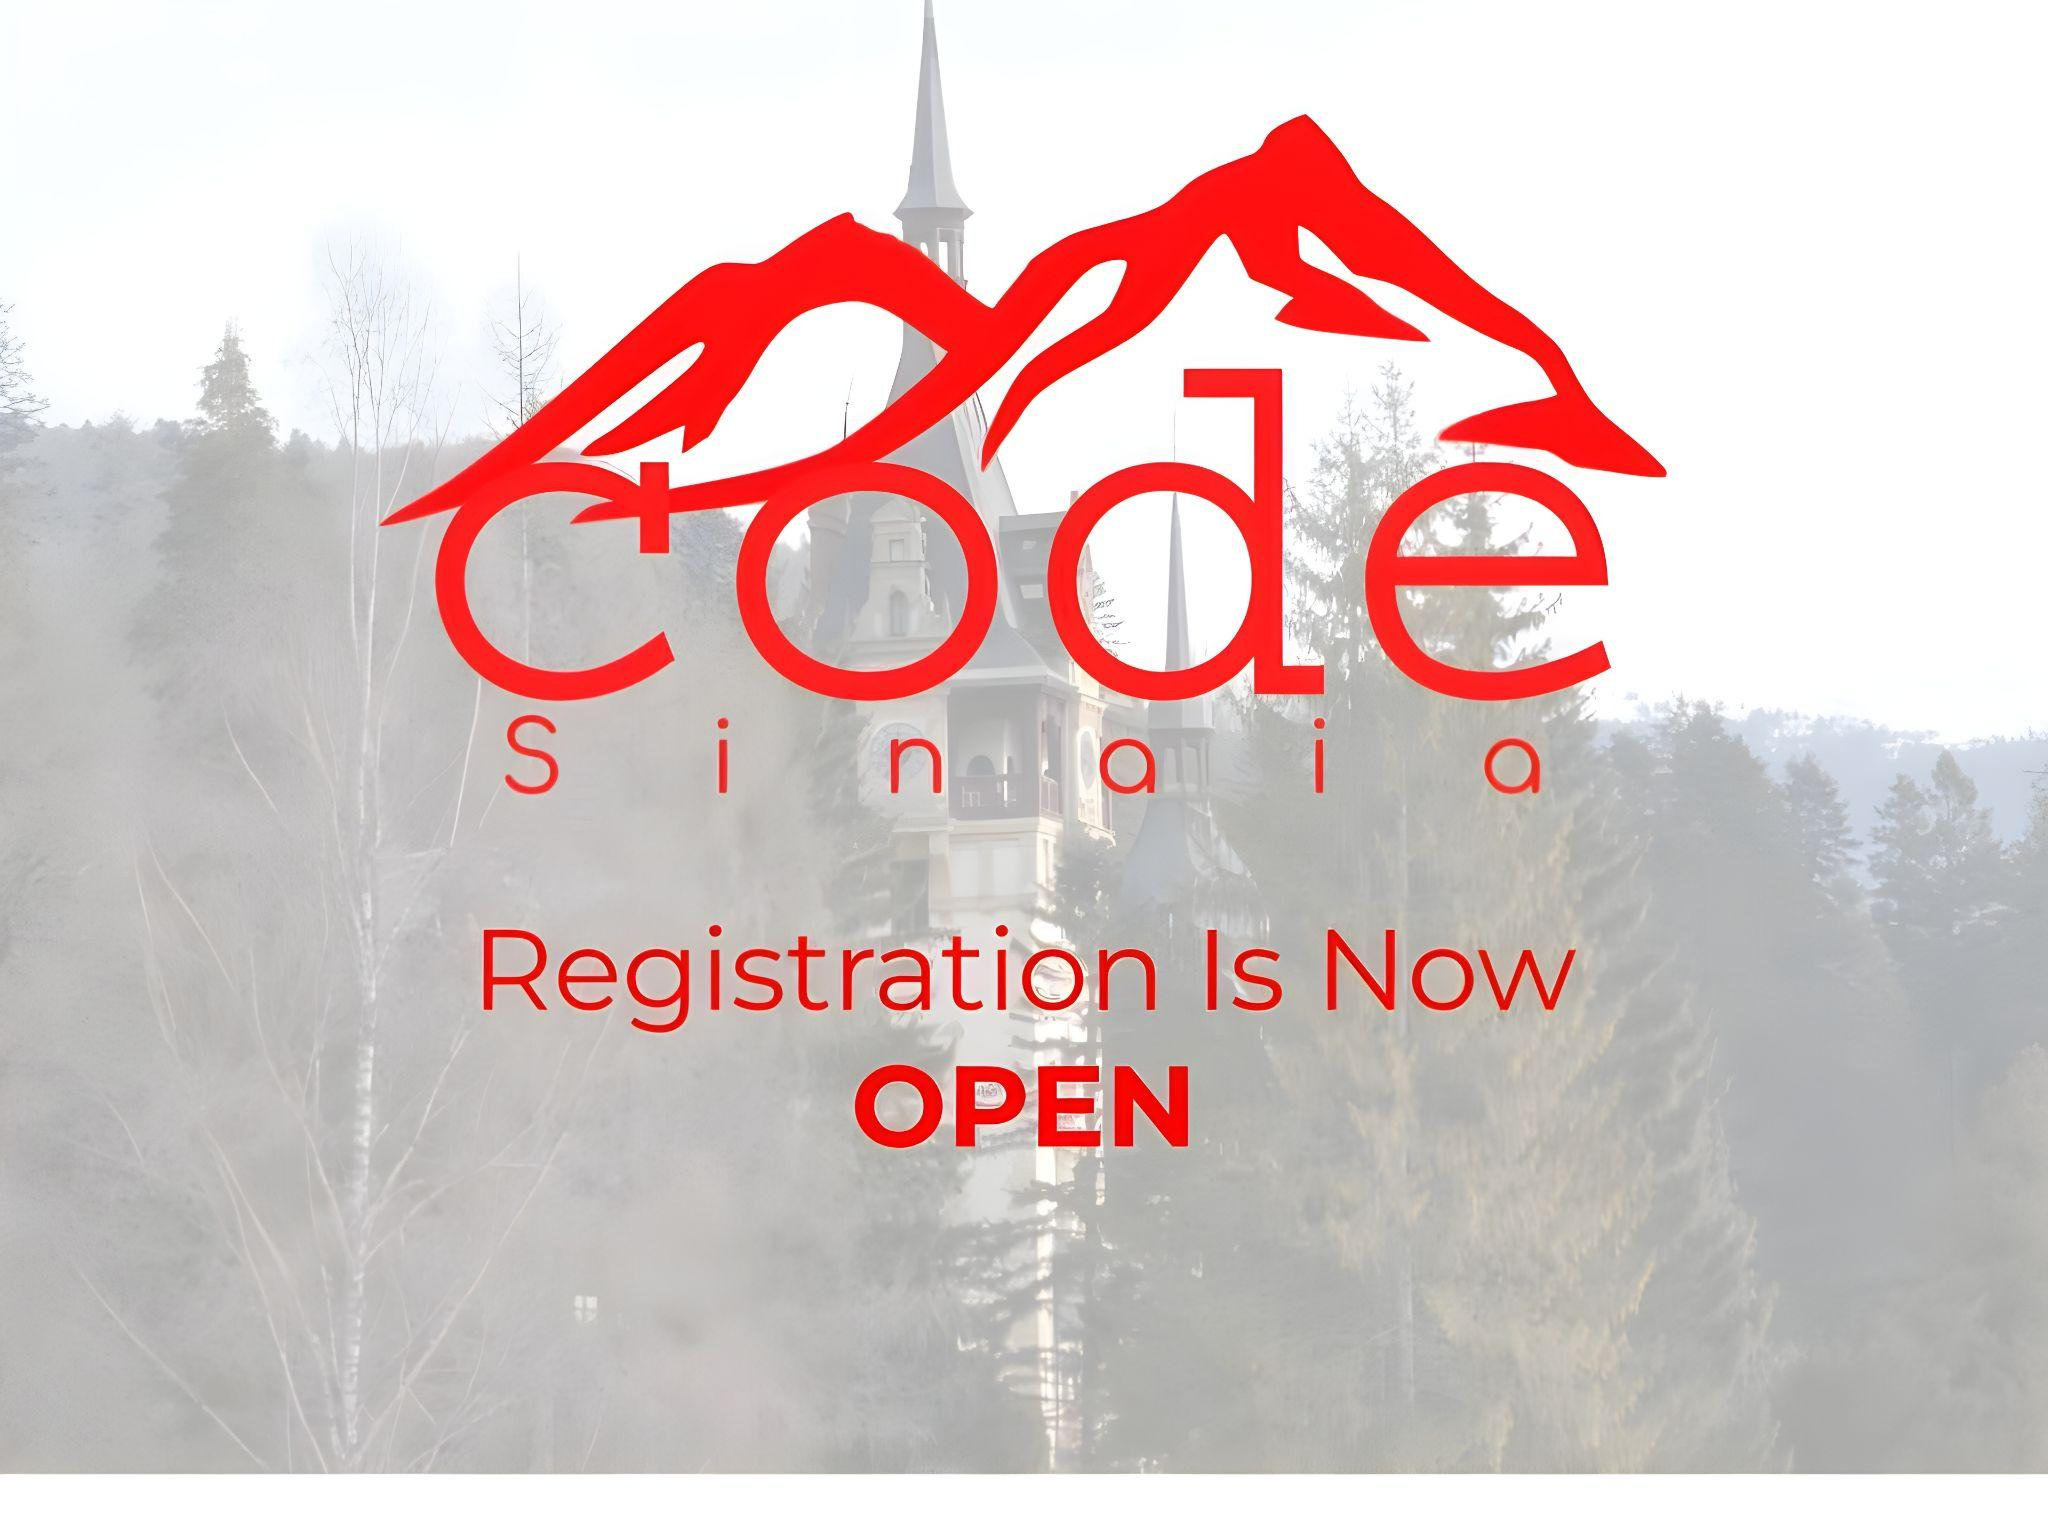 code
Sinaia
Registration Is Now
OPEN